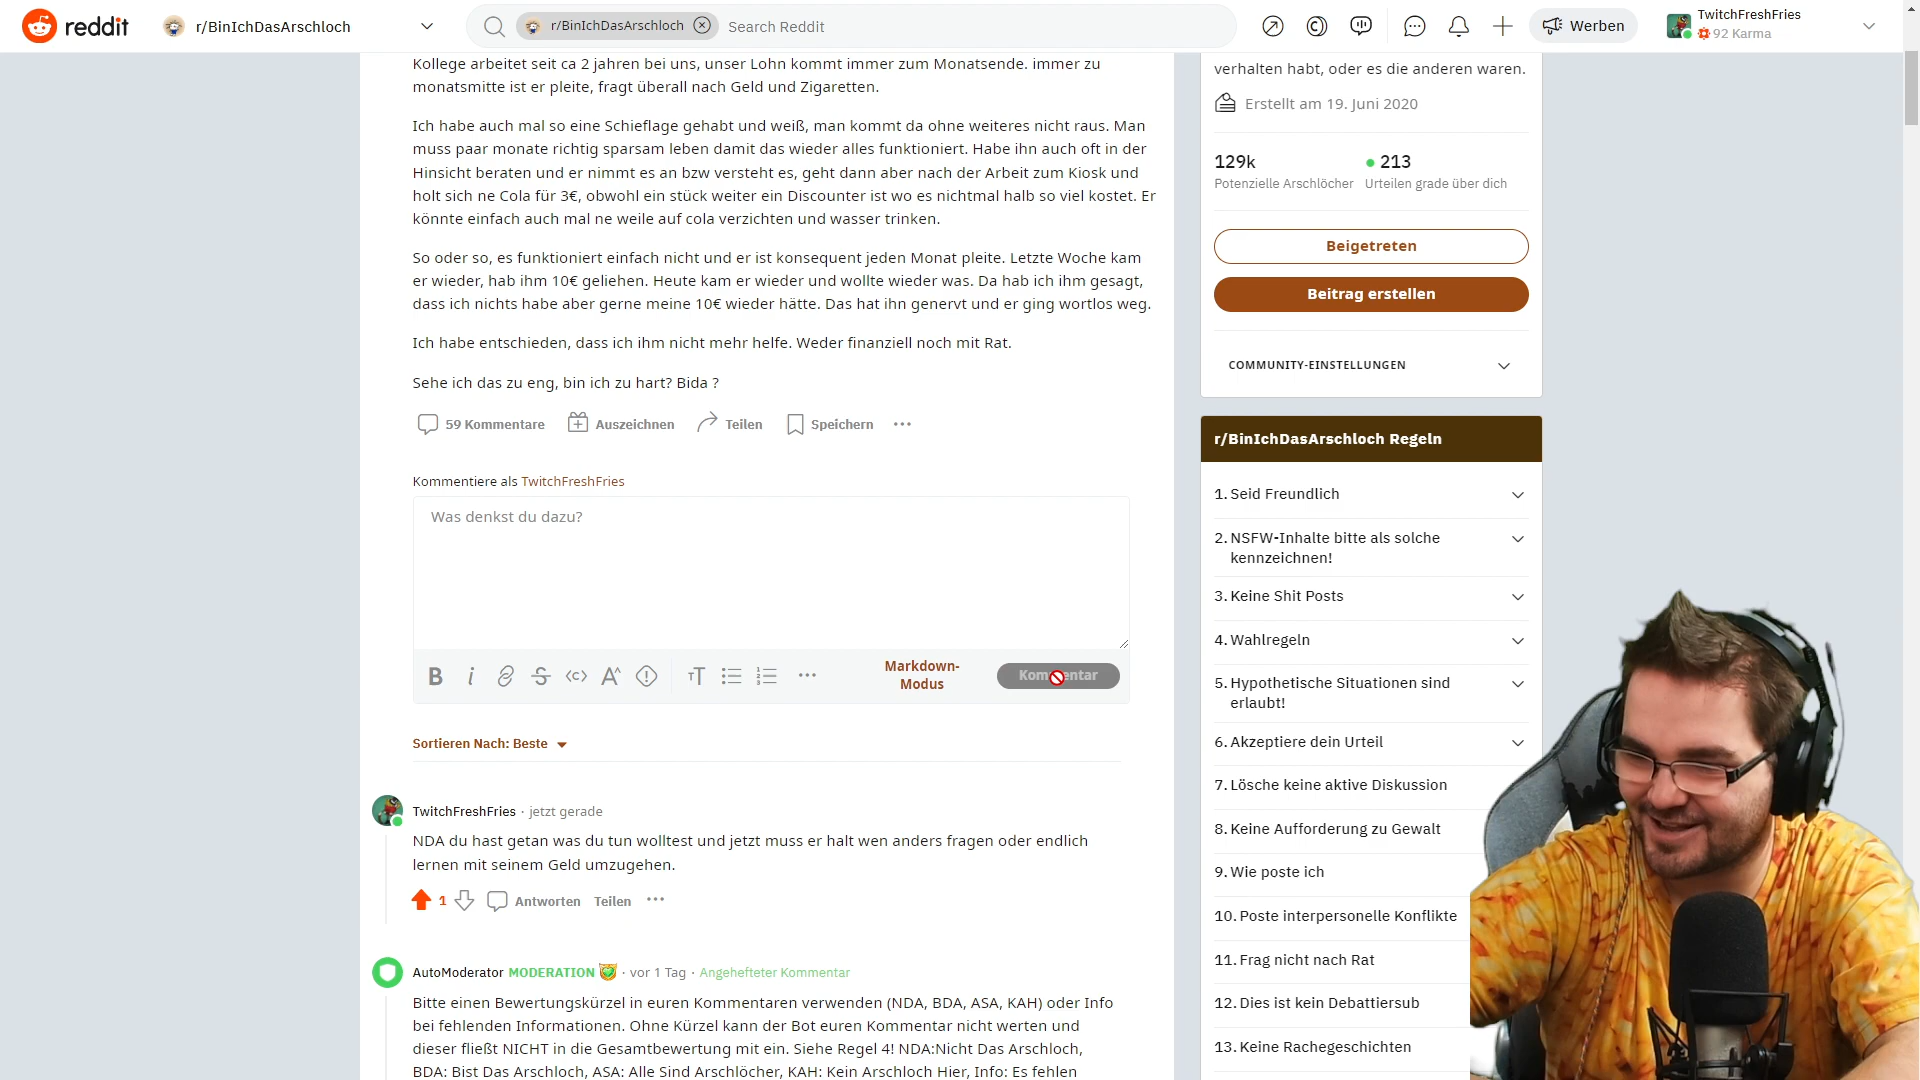 reddit
r/BinIchDasArschloch
r/BinIchDasArschloch
Search Reddit
Werben
TwitchFreshFries
92 Karma
Kollege arbeitet seit ca 2 jahren bei uns, unser Lohn kommt immer zum Monatsende. immer zu
monatsmitte ist er pleite, fragt überall nach Geld und Zigaretten.
Ich habe auch mal so eine Schieflage gehabt und weiß, man kommt da ohne weiteres nicht raus. Man
muss paar monate richtig sparsam leben damit das wieder alles funktioniert. Habe ihn auch oft in der
Hinsicht beraten und er nimmt es an bzw versteht es, geht dann aber nach der Arbeit zum Kiosk und
holt sich ne Cola für 3€, obwohl ein stück weiter ein Discounter ist wo es nichtmal halb so viel kostet. Er
könnte einfach auch mal ne weile auf cola verzichten und wasser trinken.
So oder so, es funktioniert einfach nicht und er ist konsequent jeden Monat pleite. Letzte Woche kam
er wieder, hab ihm 10€ geliehen. Heute kam er wieder und wollte wieder was. Da hab ich ihm gesagt,
dass ich nichts habe aber gerne meine 10€ wieder hätte. Das hat ihn genervt und er ging wortlos weg.
Ich habe entschieden, dass ich ihm nicht mehr helfe. Weder finanziell noch mit Rat.
Sehe ich das zu eng, bin ich zu hart? Bida ?
59 Kommentare
Auszeichnen
Teilen
Speichern
Kommentiere als TwitchFreshFries
Was denkst du dazu?
Markdown-
Modus
Kommentar
Sortieren Nach: Beste
TwitchFreshFries · jetzt gerade
NDA du hast getan was du tun wolltest und jetzt muss er halt wen anders fragen oder endlich
lernen mit seinem Geld umzugehen.
1
Antworten
Teilen
AutoModerator MODERATION · vor 1 Tag · Angehefteter Kommentar
Bitte einen Bewertungskürzel in euren Kommentaren verwenden (NDA, BDA, ASA, KAH) oder Info
bei fehlenden Informationen. Ohne Kürzel kann der Bot euren Kommentar nicht werten und
dieser fließt NICHT in die Gesamtbewertung mit ein. Siehe Regel 4! NDA:Nicht Das Arschloch,
BDA: Bist Das Arschloch, ASA: Alle Sind Arschlöcher, KAH: Kein Arschloch Hier, Info: Es fehlen
verhalten habt, oder es die anderen waren.
Erstellt am 19. Juni 2020
129k
Potenzielle Arschlöcher
213
Urteilen grade über dich
Beigetreten
Beitrag erstellen
COMMUNITY-EINSTELLUNGEN
r/BinIchDasArschloch Regeln
1. Seid Freundlich
2. NSFW-Inhalte bitte als solche
kennzeichnen!
3. Keine Shit Posts
4. Wahlregeln
5. Hypothetische Situationen sind
erlaubt!
6. Akzeptiere dein Urteil
7. Lösche keine aktive Diskussion
8. Keine Aufforderung zu Gewalt
9. Wie poste ich
10. Poste interpersonelle Konflikte
11. Frag nicht nach Rat
12. Dies ist kein Debattiersub
13. Keine Rachegeschichten